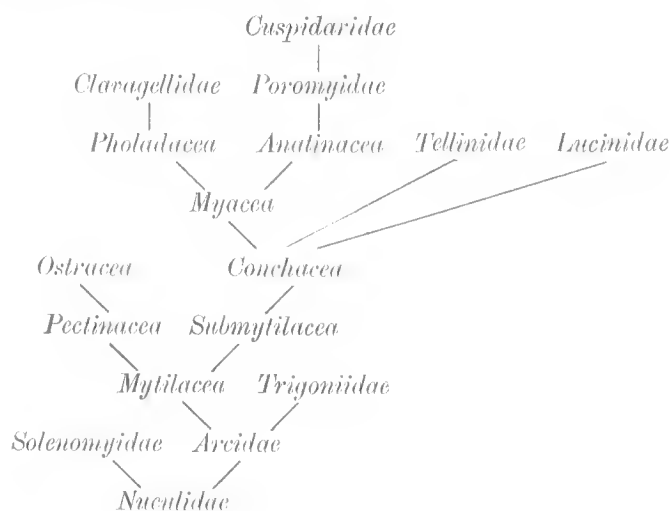 Cuspidaridae
Clavagellidae Poromyidae
Pholadacea Anatinacea Tellinidae Lucinidae
Myacea
Ostracea Conchacea
Pectinacea Submytilacea
Mytilacea Trigoniidae
Solenomyidae Arcidae
Nuculidae